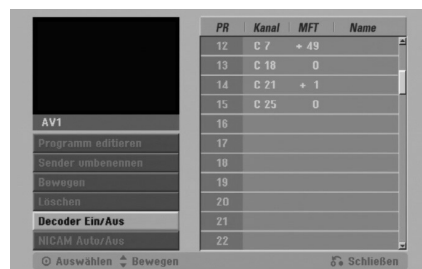 PR Kanal MFT Name
12 C 7 + 49
13 C 18 0
14 C 21 + 1
15 C 25 0
16
17
18
19
20
21
22
AV1
Programm editieren
Sender umbenennen
Bewegen
Löschen
Decoder Ein/Aus
NICAM Auto/Aus
Auswählen Bewegen Schließen